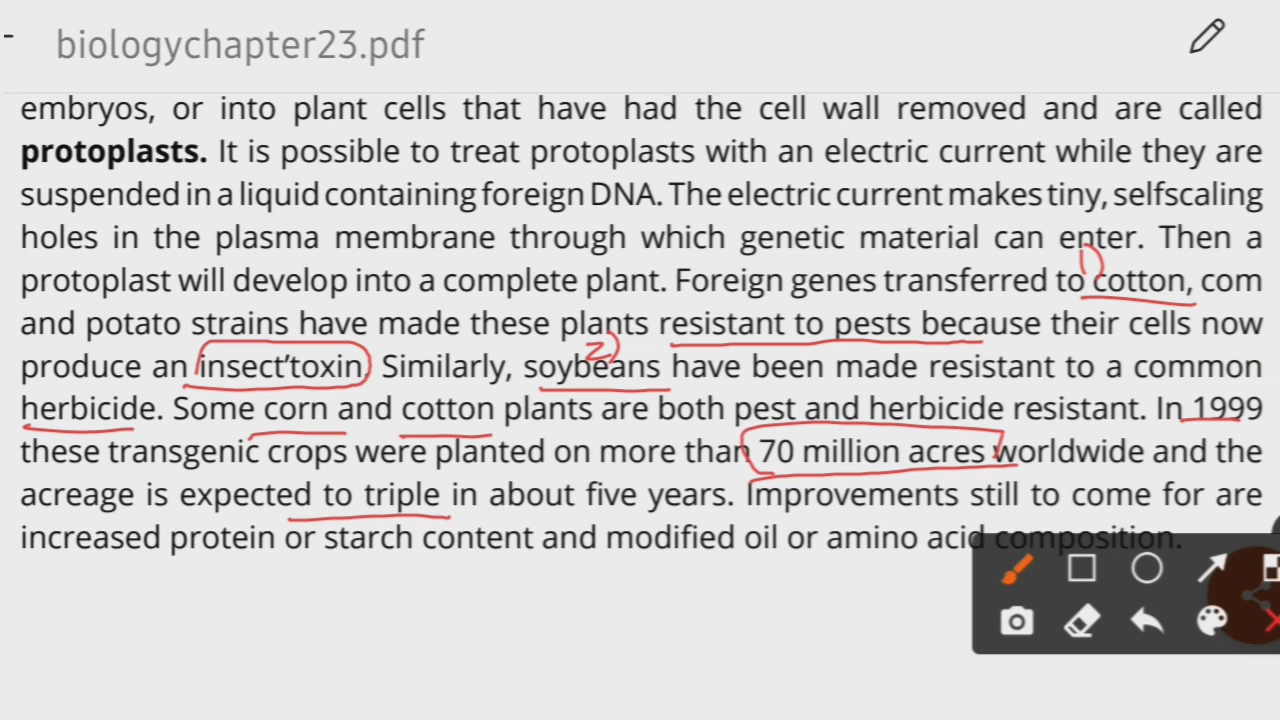 biologychapter23.pdf
embryos, or into plant cells that have had the cell wall removed and are called
protoplasts. It is possible to treat protoplasts with an electric current while they are
suspended in a liquid containing foreign DNA. The electric current makes tiny, selfscaling
holes in the plasma membrane through which genetic material can enter. Then a
1)
protoplast will develop into a complete plant. Foreign genes transferred to cotton, com
and potato strains have made these plants resistant to pests because their cells now
2)
produce an insect'toxin. Similarly, soybeans have been made resistant to a common
herbicide. Some corn and cotton plants are both pest and herbicide resistant. In 1999
these transgenic crops were planted on more than 70 million acres worldwide and the
acreage is expected to triple in about five years. Improvements still to come for are
increased protein or starch content and modified oil or amino acid composition.